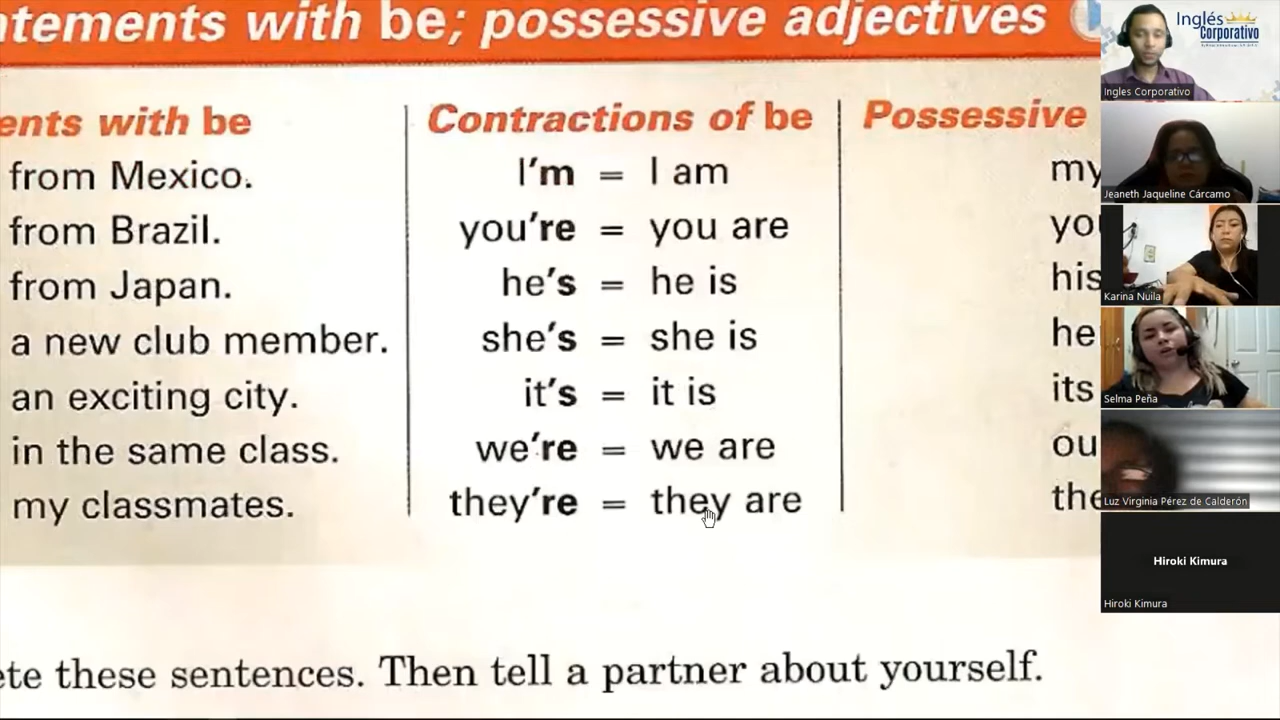 atements with be; possessive adjectives
ents with be
from Mexico.
from Brazil.
from Japan.
a new club member.
an exciting city.
in the same class.
my classmates.
Contractions of be
I'm = I am
you're = you are
he's = he is
she's = she is
it's = it is
we're = we are
they're = they are
Possessive
my
you
his
he
its
ou
the
ete these sentences. Then tell a partner about yourself.
Inglés
Corporativo
Ingles Corporativo
Jeaneth Jaqueline Cárcamo
Karina Nuila
Selma Peña
Luz Virginia Pérez de Calderón
Hiroki Kimura
Hiroki Kimura